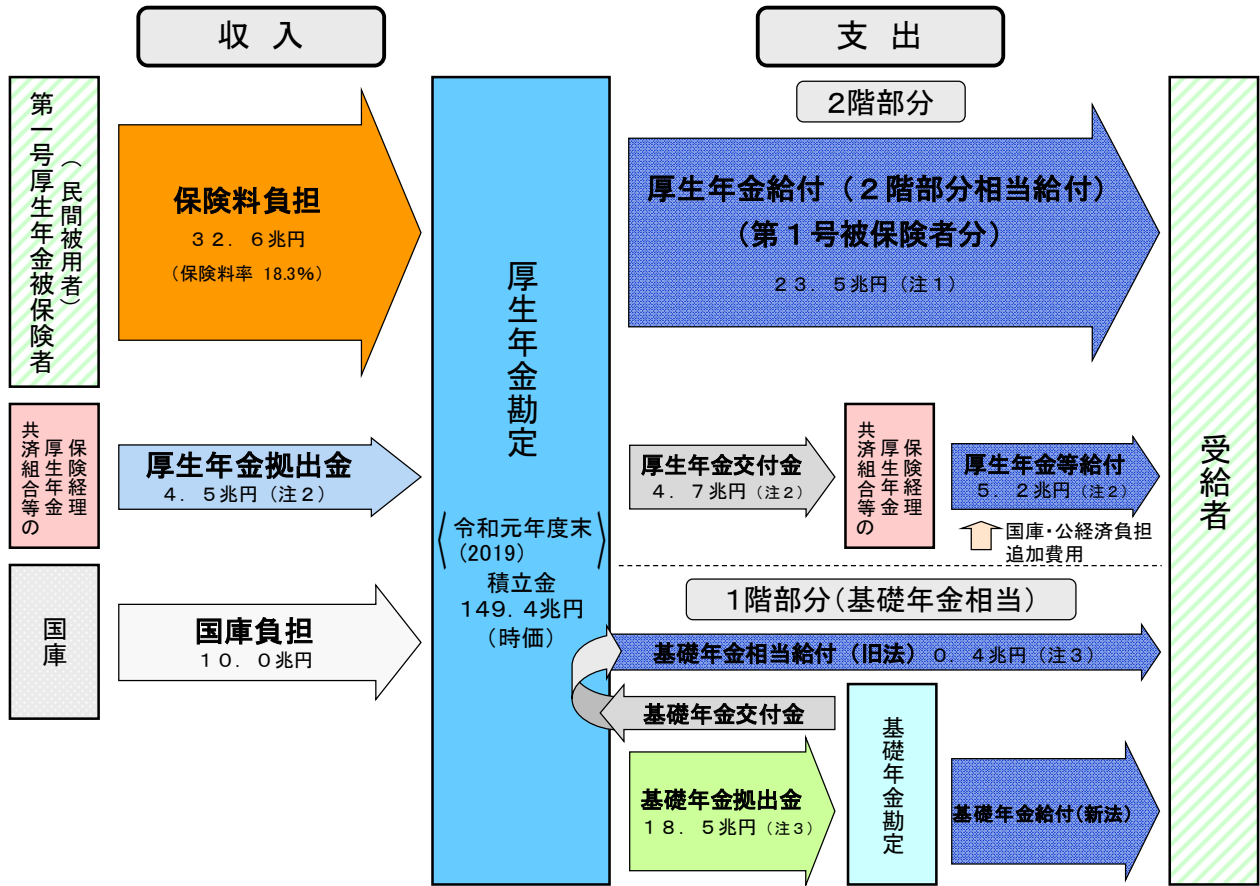 収 入
支 出
第一号厚生年金被保険者
（民間被用者）
保険料負担
３２．６兆円
（保険料率 18.3%）
厚生年金勘定
２階部分
厚生年金給付（２階部分相当給付）
（第１号被保険者分）
２３．５兆円（注１）
受給者
共済組合等の
厚生年金
保険経理
厚生年金拠出金
４．５兆円（注２）
厚生年金交付金
４．７兆円（注２）
共済組合等の
厚生年金
保険経理
厚生年金等給付
５．２兆円（注２）
国庫・公経済負担
追加費用
令和元年度末
(2019)
積立金
149.4兆円
（時価）
国庫
国庫負担
１０．０兆円
１階部分（基礎年金相当）
基礎年金相当給付（旧法）０．４兆円（注３）
基礎年金交付金
基礎年金拠出金
１８．５兆円（注３）
基礎年金勘定
基礎年金給付（新法）